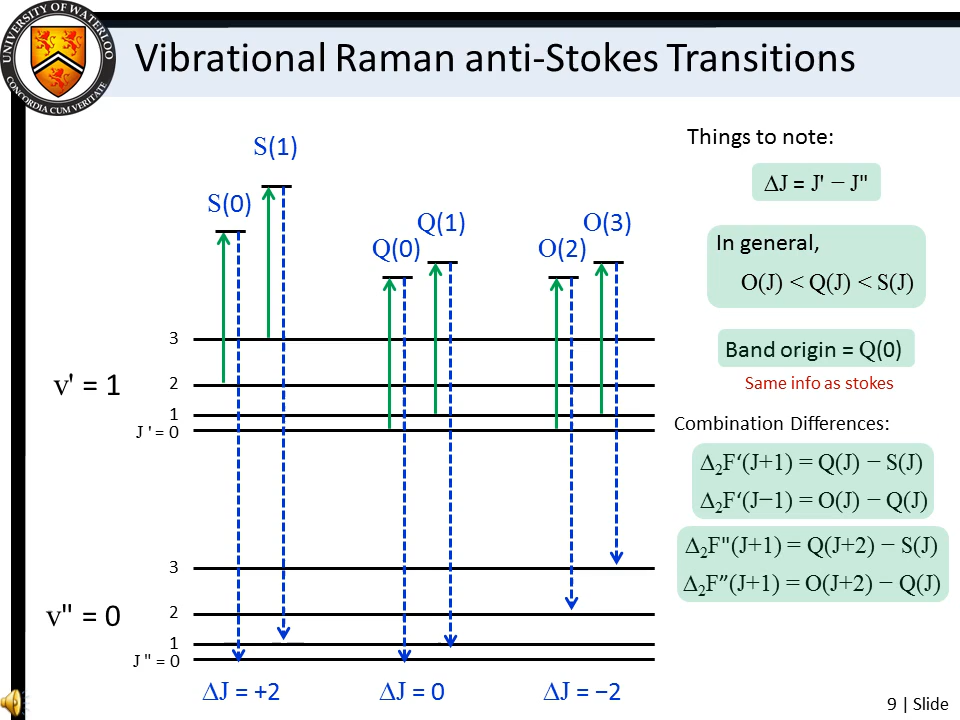 UNIVERSITY OF WATERLOO
CONCORDIA CUM VERITATE
Vibrational Raman anti-Stokes Transitions
S(1)
S(0)
Q(1)
O(3)
Q(0)
O(2)
3
v' = 1
2
1
J ' = 0
3
v" = 0
2
1
J " = 0
ΔJ = +2
ΔJ = 0
ΔJ = −2
Things to note:
ΔJ = J' − J"
In general,
O(J) < Q(J) < S(J)
Band origin = Q(0)
Same info as stokes
Combination Differences:
Δ₂F‘(J+1) = Q(J) − S(J)
Δ₂F‘(J−1) = O(J) − Q(J)
Δ₂F"(J+1) = Q(J+2) − S(J)
Δ₂F”(J+1) = O(J+2) − Q(J)
9 | Slide